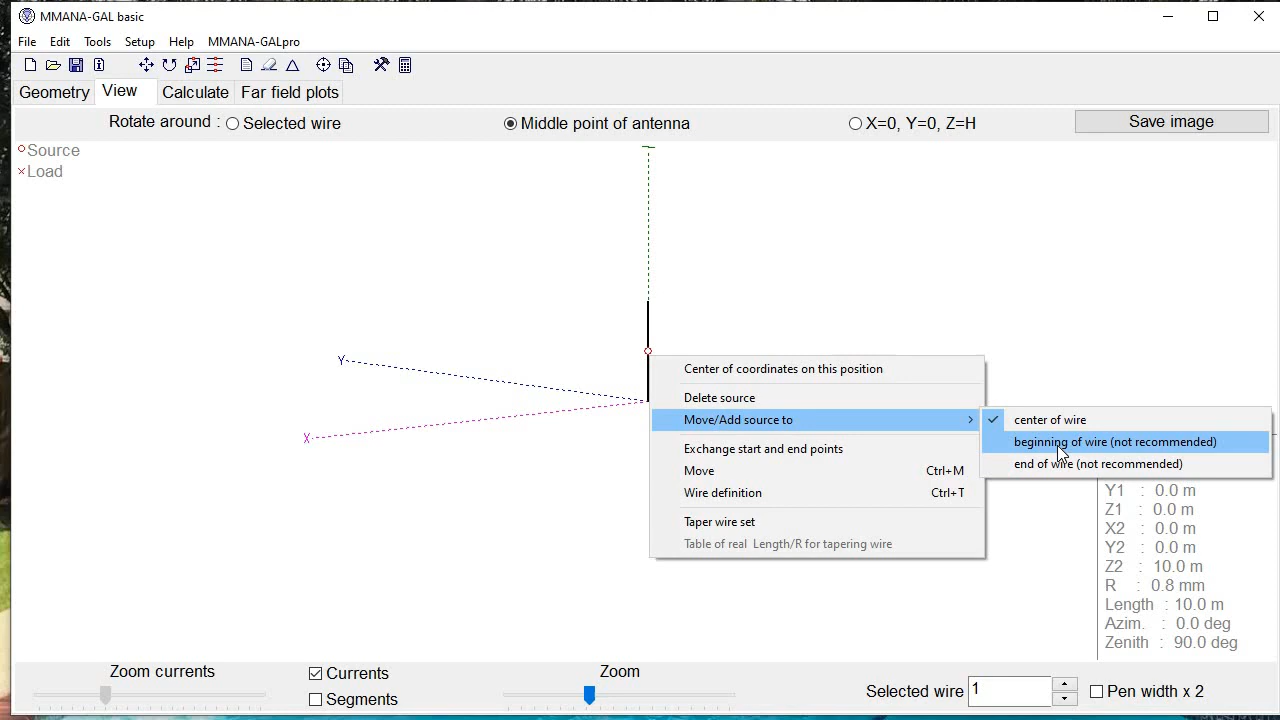 MMANA-GAL basic
File Edit Tools Setup Help MMANA-GALpro
Geometry View Calculate Far field plots
Rotate around : Selected wire Middle point of antenna X=0, Y=0, Z=H Save image
Source
Load
Y
X
Center of coordinates on this position
Delete source
Move/Add source to
center of wire
beginning of wire (not recommended)
Exchange start and end points
end of wire (not recommended)
Move Ctrl+M
Wire definition Ctrl+T
Taper wire set
Table of real Length/R for tapering wire
Y1 : 0.0 m
Z1 : 0.0 m
X2 : 0.0 m
Y2 : 0.0 m
Z2 : 10.0 m
R : 0.8 mm
Length : 10.0 m
Azim. : 0.0 deg
Zenith : 90.0 deg
Zoom currents Currents Zoom
Segments
Selected wire 1 Pen width x 2